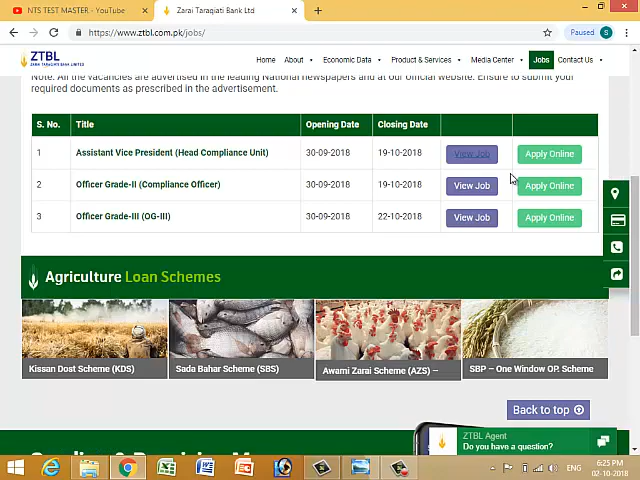 NTS TEST MASTER - YouTube
Zarai Taraqiati Bank Ltd
https://www.ztbl.com.pk/jobs/
Paused
S
ZTBL
ZARAI TARAQIATI BANK LIMITED
Home
About
Economic Data
Product & Services
Media Center
Jobs
Contact Us
Note. All the vacancies are advertised in the leading National newspapers and at our official website. Ensure to submit your
required documents as prescribed in the advertisement.
S. No. Title Opening Date Closing Date
1 Assistant Vice President (Head Compliance Unit) 30-09-2018 19-10-2018 View Job Apply Online
2 Officer Grade-II (Compliance Officer) 30-09-2018 19-10-2018 View Job Apply Online
3 Officer Grade-III (OG-III) 30-09-2018 22-10-2018 View Job Apply Online
Agriculture Loan Schemes
Kissan Dost Scheme (KDS)
Sada Bahar Scheme (SBS)
Awami Zarai Scheme (AZS) –
SBP – One Window OP. Scheme
Back to top
ZTBL Agent
Do you have a question?
ENG
6:25 PM
02-10-2018